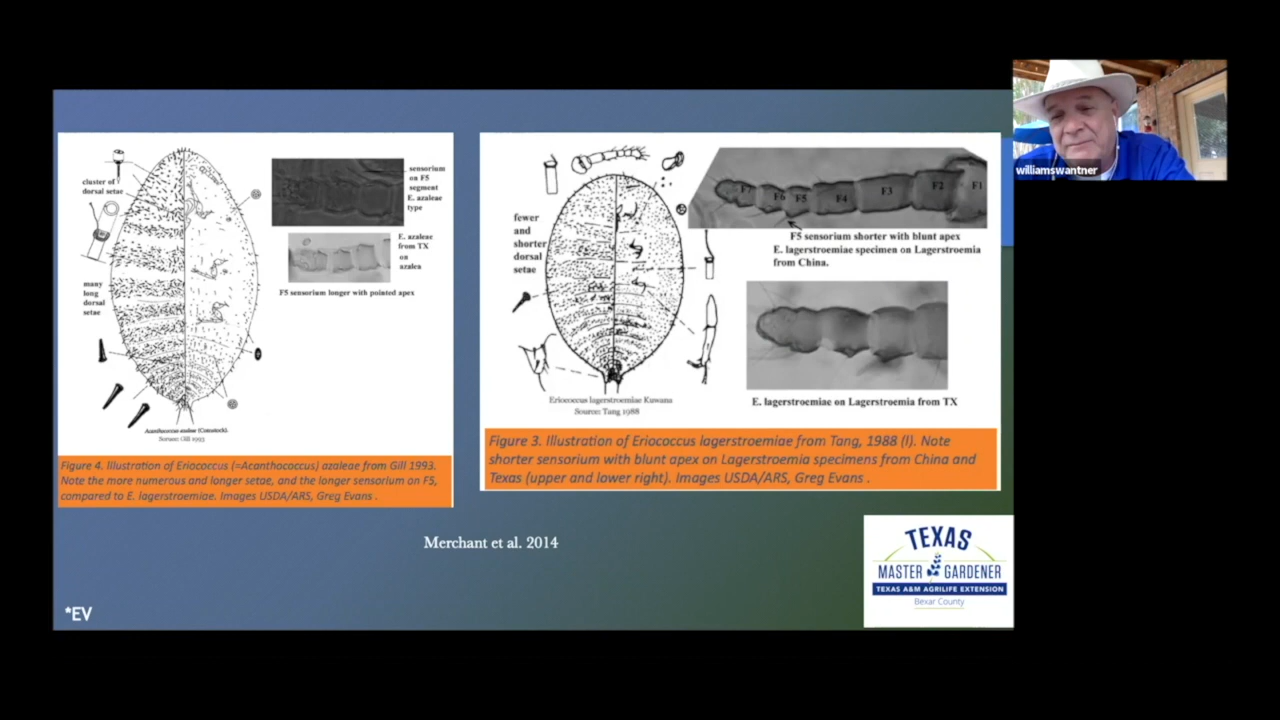 cluster of
dorsal setae
many
long
dorsal
setae
sensorium
on F5
segment
E. azaleae
type
E. azaleae
from TX
on
azalea
F5 sensorium longer with pointed apex
Acanthococcus azaleae (Comstock).
Source: Gill 1993
Figure 4. Illustration of Eriococcus (=Acanthococcus) azaleae from Gill 1993.
Note the more numerous and longer setae, and the longer sensorium on F5,
compared to E. lagerstroemiae. Images USDA/ARS, Greg Evans .
fewer
and
shorter
dorsal
setae
F7 F6 F5 F4 F3 F2 F1
F5 sensorium shorter with blunt apex
E. lagerstroemiae specimen on Lagerstroemia
from China.
E. lagerstroemiae on Lagerstroemia from TX
Eriococcus lagerstroemiae Kuwana
Source: Tang 1988
Figure 3. Illustration of Eriococcus lagerstroemiae from Tang, 1988 (I). Note
shorter sensorium with blunt apex on Lagerstroemia specimens from China and
Texas (upper and lower right). Images USDA/ARS, Greg Evans .
Merchant et al. 2014
*EV
TEXAS
MASTER GARDENER
TEXAS A&M AGRILIFE EXTENSION
Bexar County
williamswantner